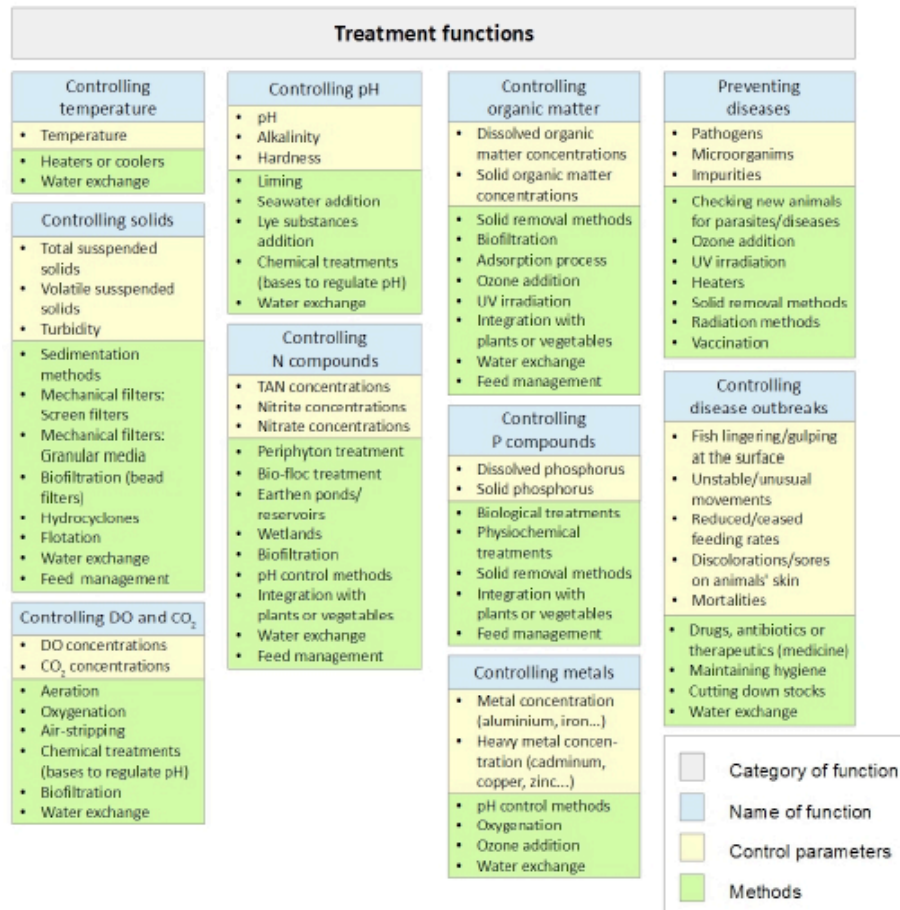 Treatment functions
Controlling
temperature
• Temperature
• Heaters or coolers
• Water exchange
Controlling solids
• Total susspended
solids
• Volatile susspended
solids
• Turbidity
• Sedimentation
methods
• Mechanical filters:
Screen filters
• Mechanical filters:
Granular media
• Biofiltration (bead
filters)
• Hydrocyclones
• Flotation
• Water exchange
• Feed management
Controlling DO and CO₂
• DO concentrations
• CO₂ concentrations
• Aeration
• Oxygenation
• Air-stripping
• Chemical treatments
(bases to regulate pH)
• Biofiltration
• Water exchange
Controlling pH
• pH
• Alkalinity
• Hardness
• Liming
• Seawater addition
• Lye substances
addition
• Chemical treatments
(bases to regulate pH)
• Water exchange
Controlling
N compounds
• TAN concentrations
• Nitrite concentrations
• Nitrate concentrations
• Periphyton treatment
• Bio-floc treatment
• Earthen ponds/
reservoirs
• Wetlands
• Biofiltration
• pH control methods
• Integration with
plants or vegetables
• Water exchange
• Feed management
Controlling
organic matter
• Dissolved organic
matter concentrations
• Solid organic matter
concentrations
• Solid removal methods
• Biofiltration
• Adsorption process
• Ozone addition
• UV irradiation
• Integration with
plants or vegetables
• Water exchange
• Feed management
Controlling
P compounds
• Dissolved phosphorus
• Solid phosphorus
• Biological treatments
• Physiochemical
treatments
• Solid removal methods
• Integration with
plants or vegetables
• Feed management
Controlling metals
• Metal concentration
(aluminium, iron...)
• Heavy metal concen-
tration (cadminum,
copper, zinc...)
• pH control methods
• Oxygenation
• Ozone addition
• Water exchange
Preventing
diseases
• Pathogens
• Microorganims
• Impurities
• Checking new animals
for parasites/diseases
• Ozone addition
• UV irradiation
• Heaters
• Solid removal methods
• Radiation methods
• Vaccination
Controlling
disease outbreaks
• Fish lingering/gulping
at the surface
• Unstable/unusual
movements
• Reduced/ceased
feeding rates
• Discolorations/sores
on animals' skin
• Mortalities
• Drugs, antibiotics or
therapeutics (medicine)
• Maintaining hygiene
• Cutting down stocks
• Water exchange
Category of function
Name of function
Control parameters
Methods